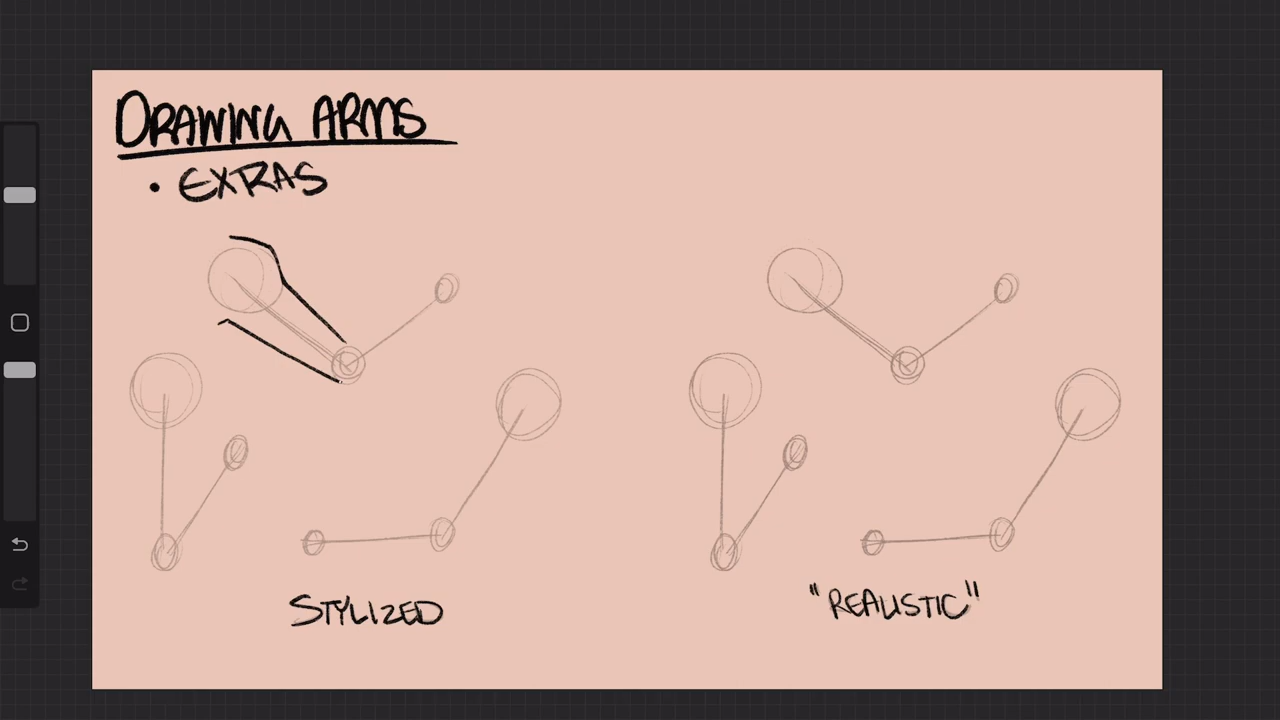 DRAWING ARMS
• EXTRAS
STYLIZED
"REALISTIC"